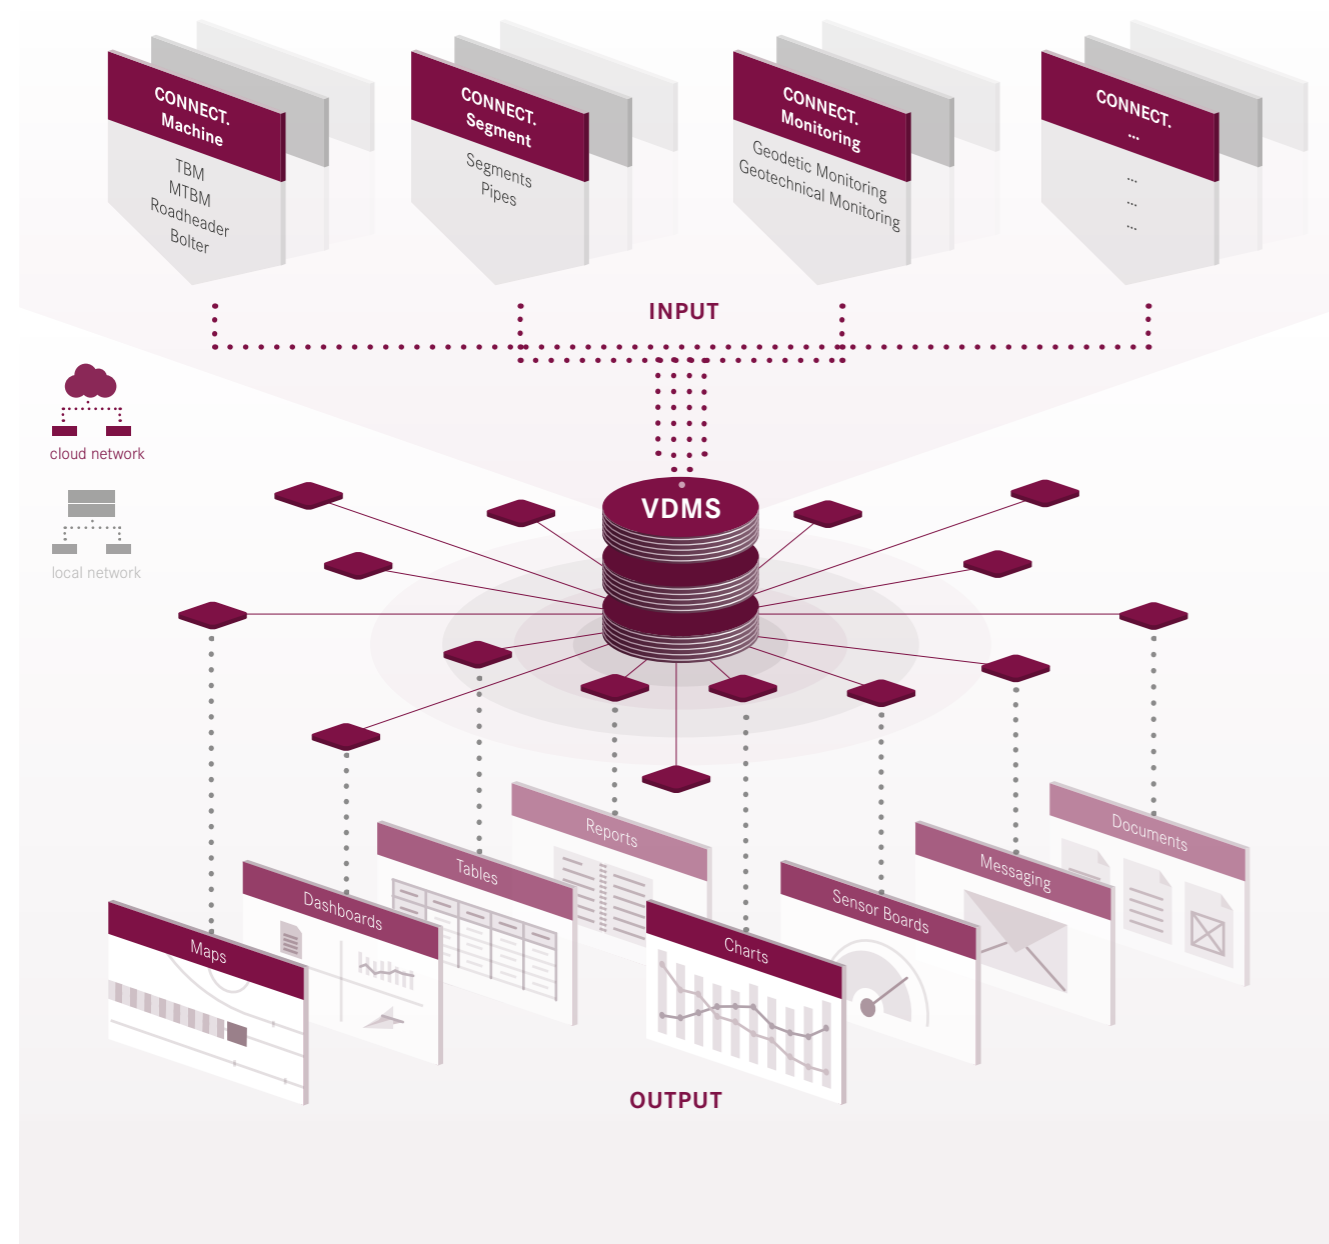 CONNECT.
Machine
TBM
MTBM
Roadheader
Bolter
CONNECT.
Segment
Segments
Pipes
CONNECT.
Monitoring
Geodetic Monitoring
Geotechnical Monitoring
CONNECT.
...
...
...
...
INPUT
cloud network
local network
VDMS
Reports
Documents
Tables
Messaging
Dashboards
Sensor Boards
Maps
Charts
OUTPUT